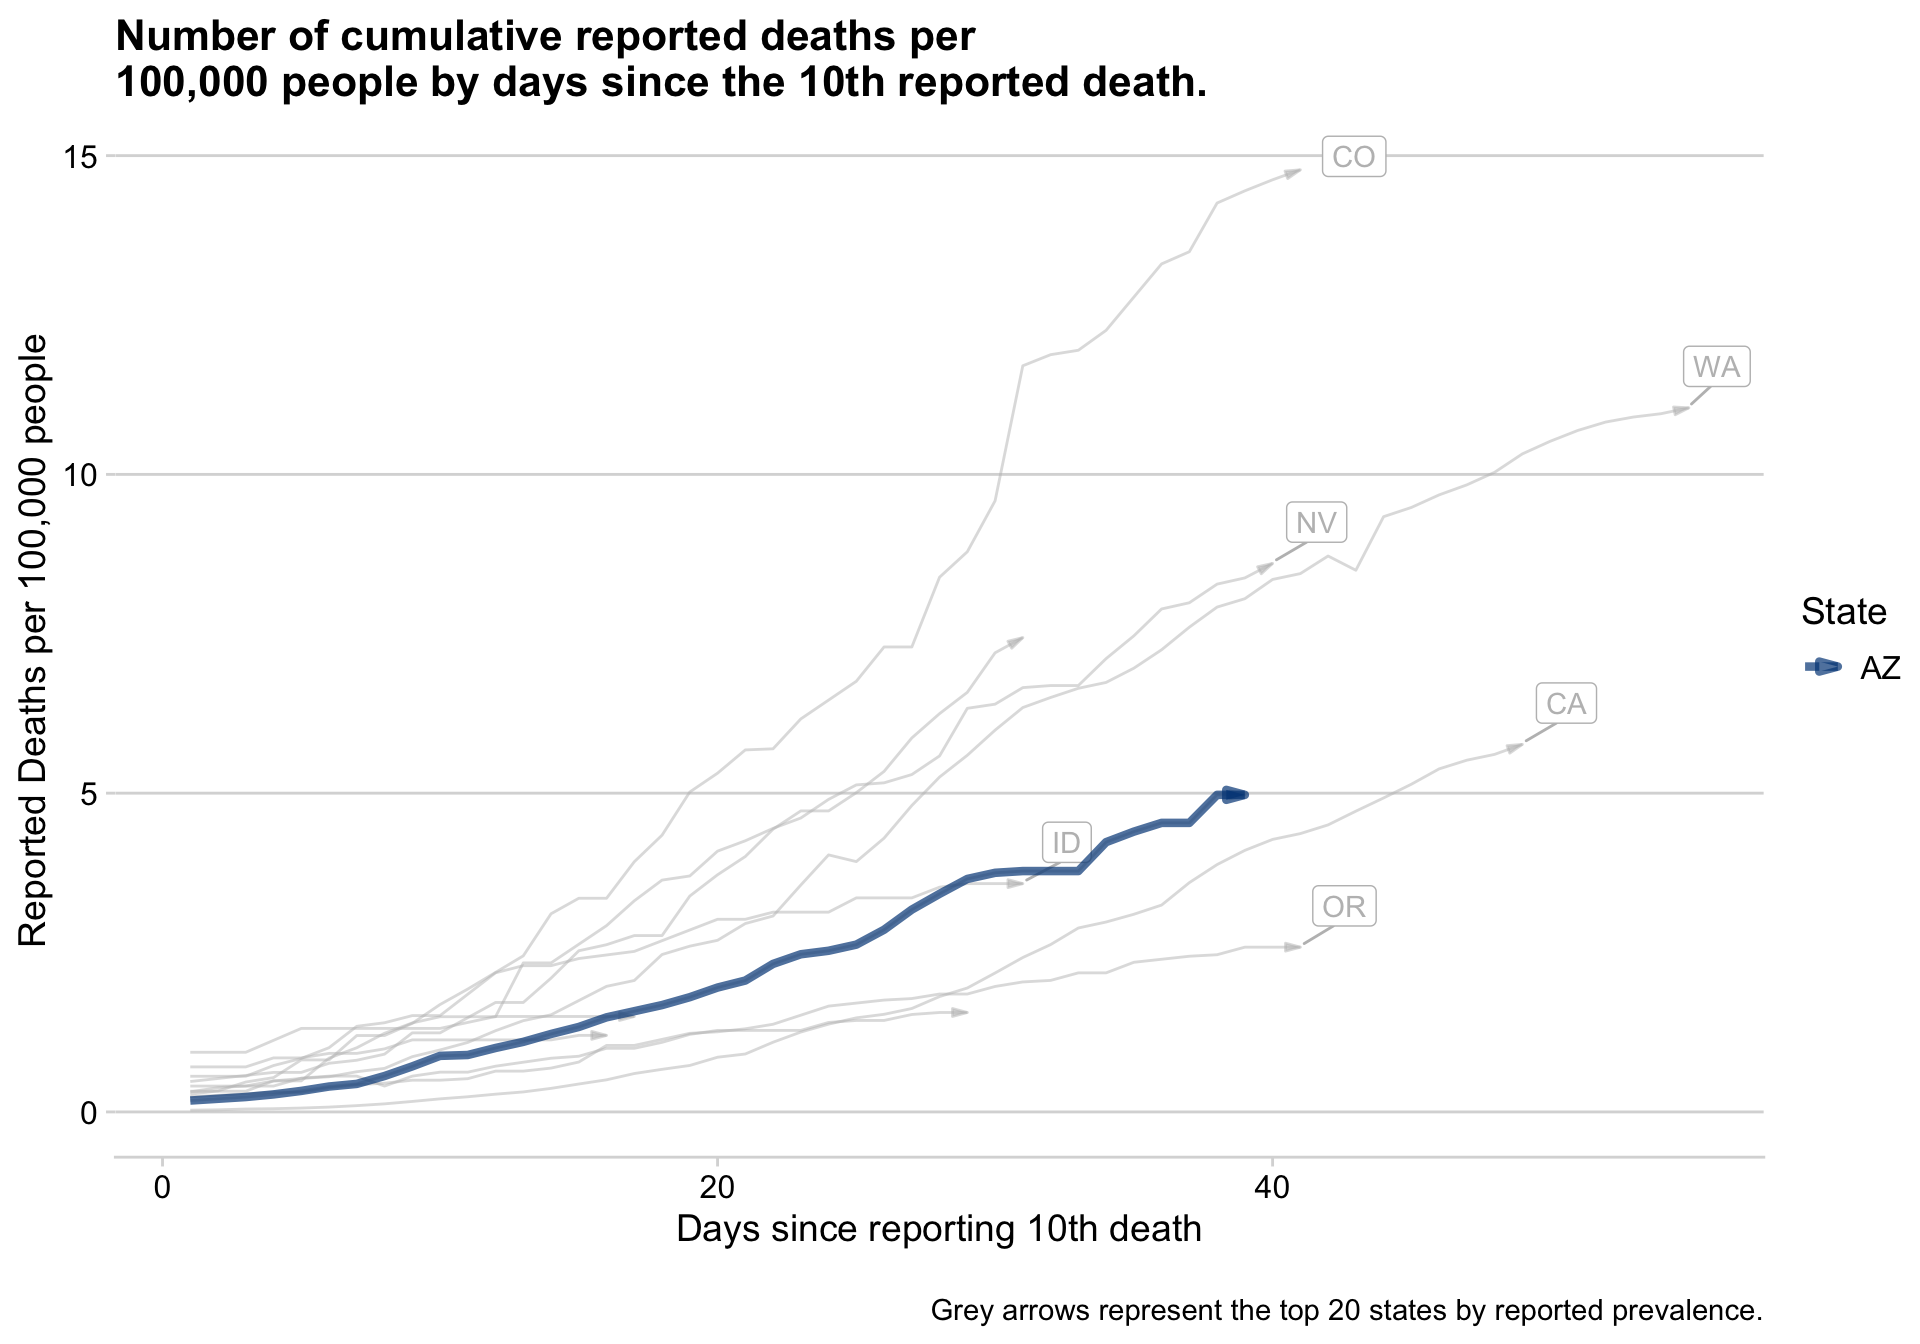 Number of cumulative reported deaths per
100,000 people by days since the 10th reported death.
Reported Deaths per 100,000 people
15
10
5
0
CO
WA
NV
CA
ID
OR
State
AZ
0 20 40
Days since reporting 10th death
Grey arrows represent the top 20 states by reported prevalence.